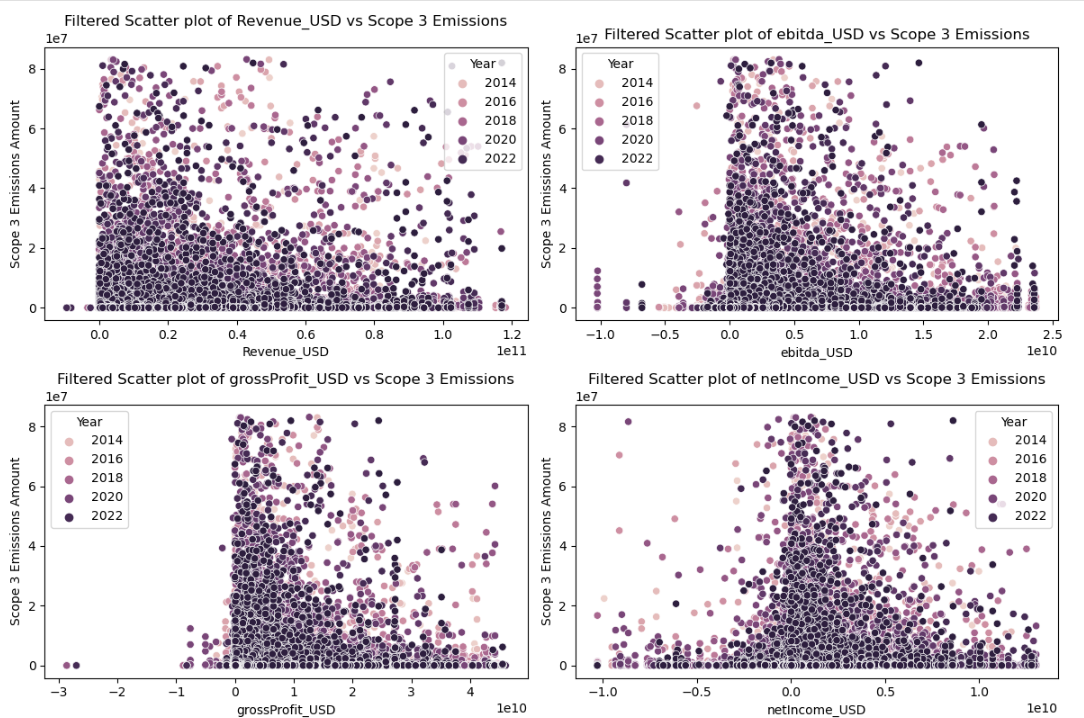 Filtered Scatter plot of Revenue_USD vs Scope 3 Emissions
1e7
Year
2014
2016
2018
2020
2022
8
6
4
2
0
Scope 3 Emissions Amount
0.0 0.2 0.4 0.6 0.8 1.0 1.2
1e11
Revenue_USD
Filtered Scatter plot of ebitda_USD vs Scope 3 Emissions
1e7
Year
2014
2016
2018
2020
2022
8
6
4
2
0
Scope 3 Emissions Amount
−1.0 −0.5 0.0 0.5 1.0 1.5 2.0 2.5
1e10
ebitda_USD
Filtered Scatter plot of grossProfit_USD vs Scope 3 Emissions
1e7
Year
2014
2016
2018
2020
2022
8
6
4
2
0
Scope 3 Emissions Amount
−3 −2 −1 0 1 2 3 4
1e10
grossProfit_USD
Filtered Scatter plot of netIncome_USD vs Scope 3 Emissions
1e7
Year
2014
2016
2018
2020
2022
8
6
4
2
0
Scope 3 Emissions Amount
−1.0 −0.5 0.0 0.5 1.0
1e10
netIncome_USD